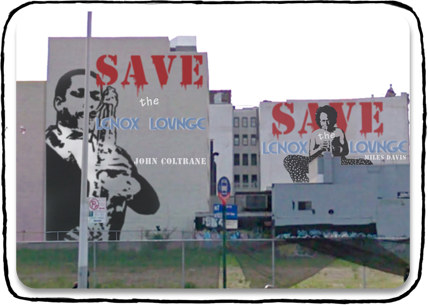 SAVE
the
LENOX LOUNGE
JOHN COLTRANE
SAVE
the
LENOX LOUNGE
MILES DAVIS